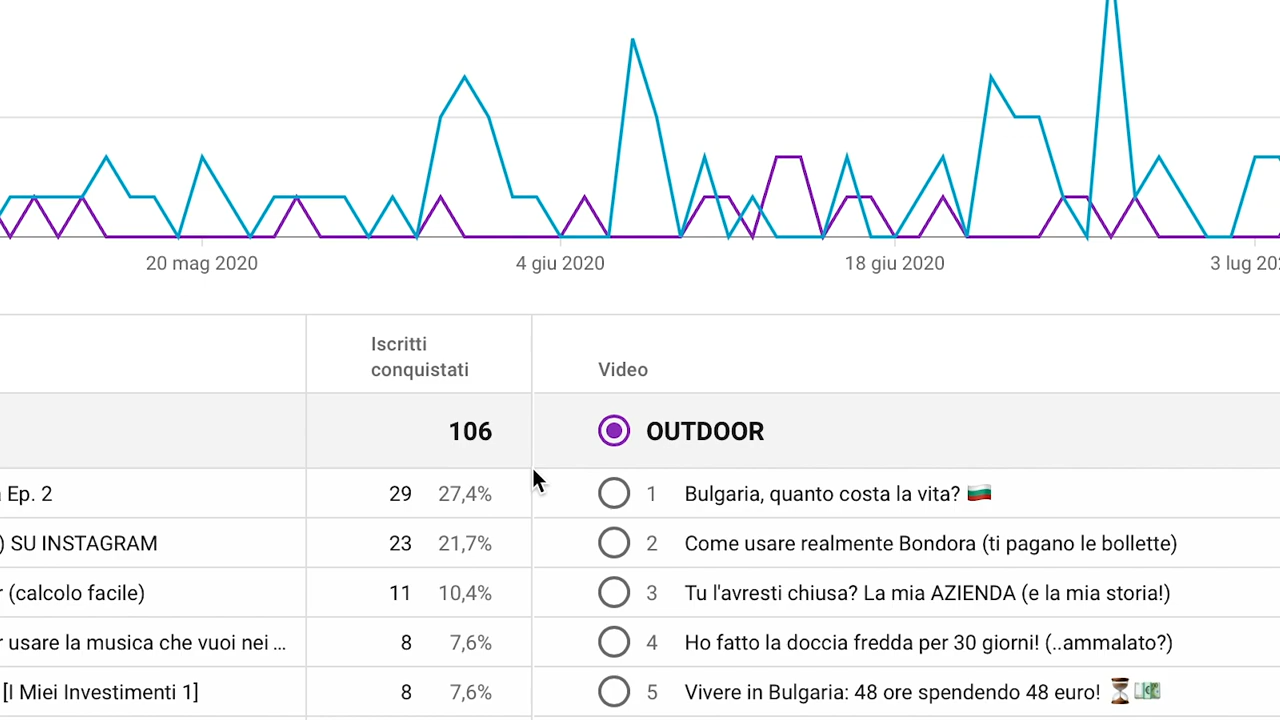 20 mag 2020
4 giu 2020
18 giu 2020
3 lug
Iscritti
conquistati
Video
106
OUTDOOR
Ep. 2
29 27,4%
1 Bulgaria, quanto costa la vita? 🇧🇬
) SU INSTAGRAM
23 21,7%
2 Come usare realmente Bondora (ti pagano le bollette)
(calcolo facile)
11 10,4%
3 Tu l'avresti chiusa? La mia AZIENDA (e la mia storia!)
usare la musica che vuoi nei ...
8 7,6%
4 Ho fatto la doccia fredda per 30 giorni! (..ammalato?)
[I Miei Investimenti 1]
8 7,6%
5 Vivere in Bulgaria: 48 ore spendendo 48 euro! ⏳💵